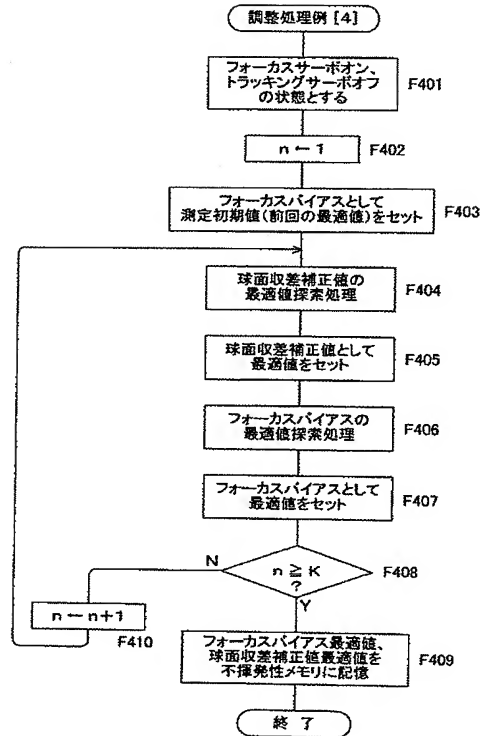 調整処理例 [4]
フォーカスサーボオン、
トラッキングサーボオフ
の状態とする
F401
n ← 1
F402
フォーカスバイアスとして
測定初期値(前回の最適値)をセット
F403
球面収差補正値の
最適値探索処理
F404
球面収差補正値として
最適値をセット
F405
フォーカスバイアスの
最適値探索処理
F406
フォーカスバイアスとして
最適値をセット
F407
N
n ≧ K
?
F408
Y
n ← n+1
F410
フォーカスバイアス最適値、
球面収差補正値最適値を
不揮発性メモリに記憶
F409
終 了